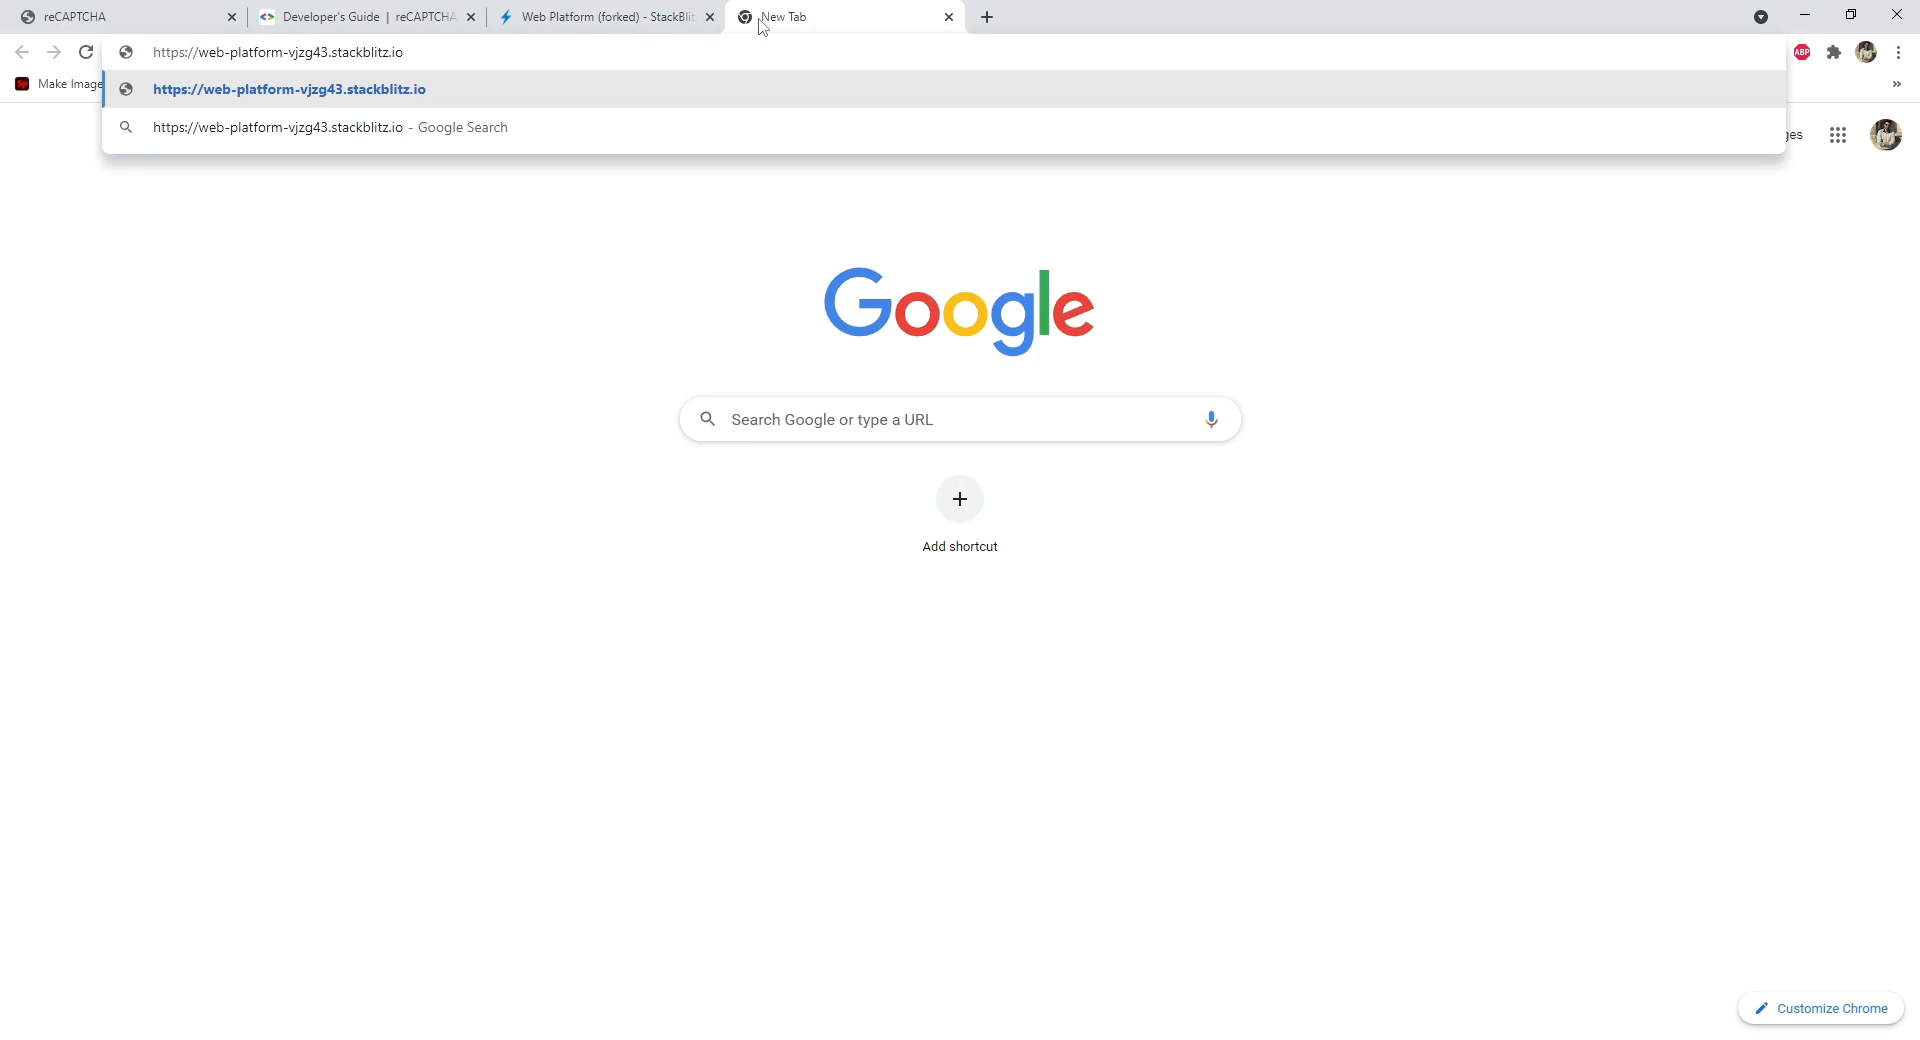 reCAPTCHA
Developer's Guide | reCAPTCHA
Web Platform (forked) - StackBlit
New Tab
https://web-platform-vjzg43.stackblitz.io
ABP
Make Image
https://web-platform-vjzg43.stackblitz.io
https://web-platform-vjzg43.stackblitz.io - Google Search
Google
Search Google or type a URL
Add shortcut
Customize Chrome